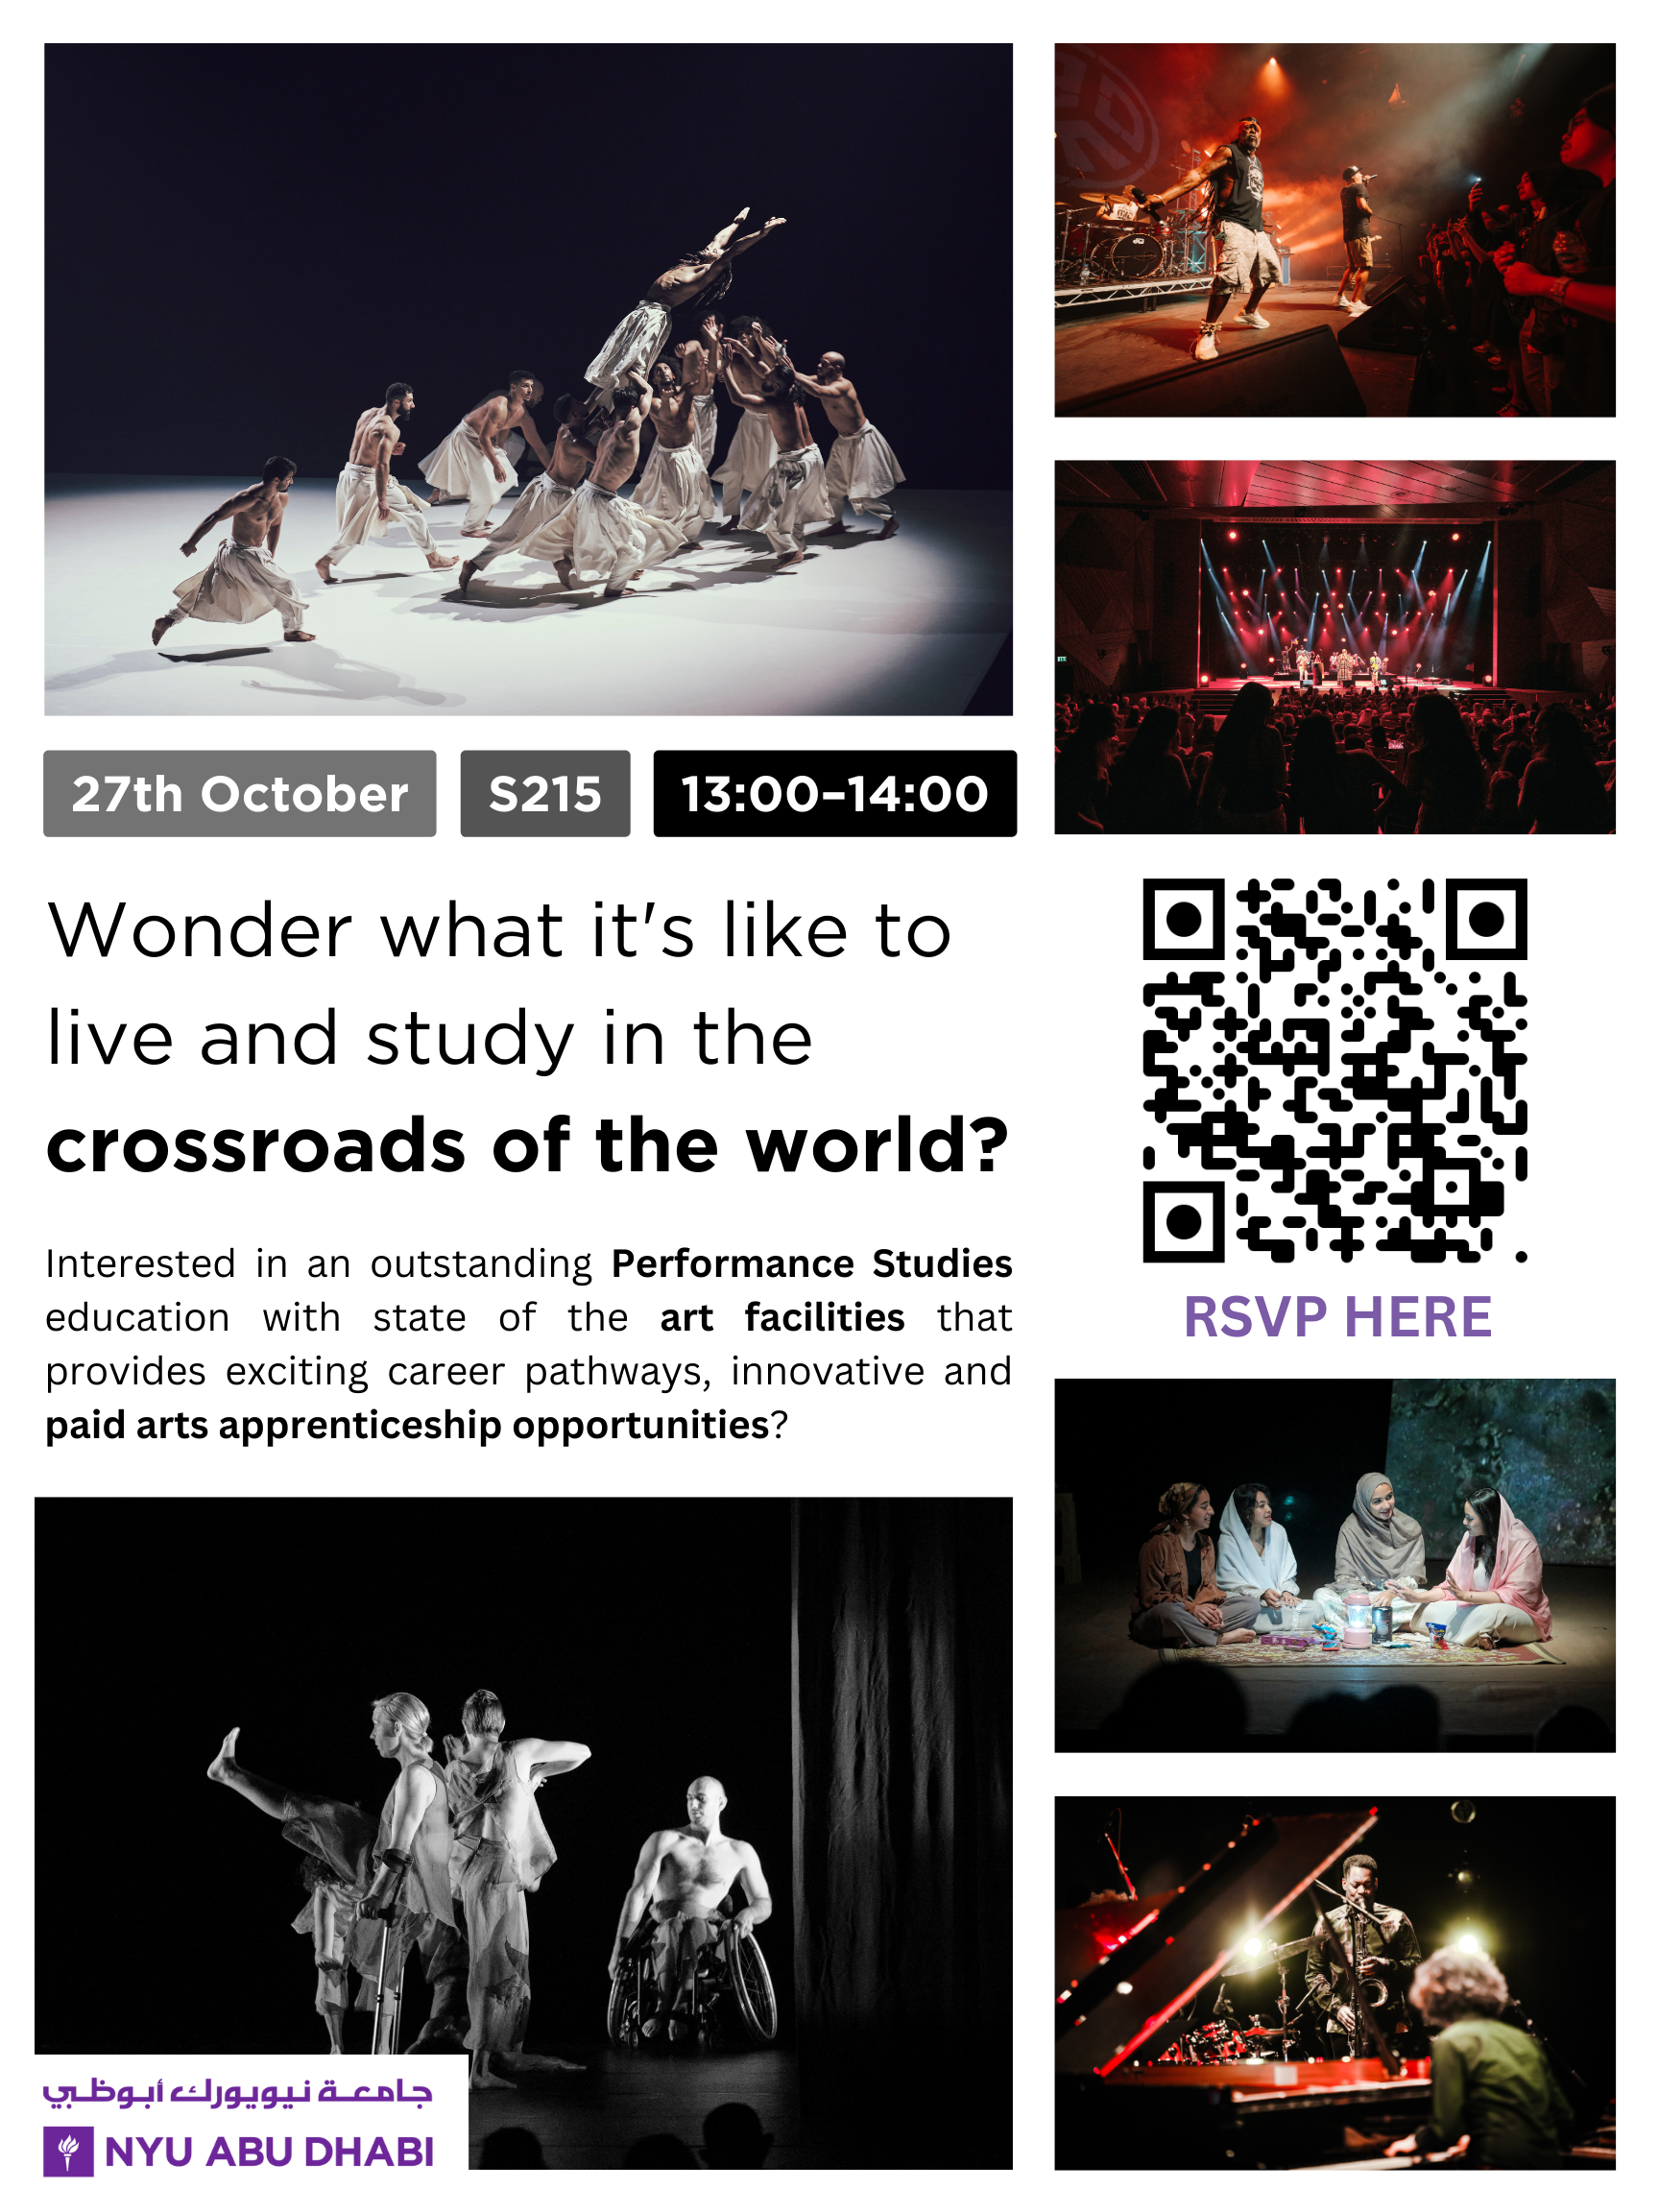 27th October
S215
13:00–14:00
Wonder what it's like to
live and study in the
crossroads of the world?
Interested in an outstanding Performance Studies
education with state of the art facilities that
provides exciting career pathways, innovative and
paid arts apprenticeship opportunities?
RSVP HERE
جامعة نيويورك أبوظبي
NYU ABU DHABI